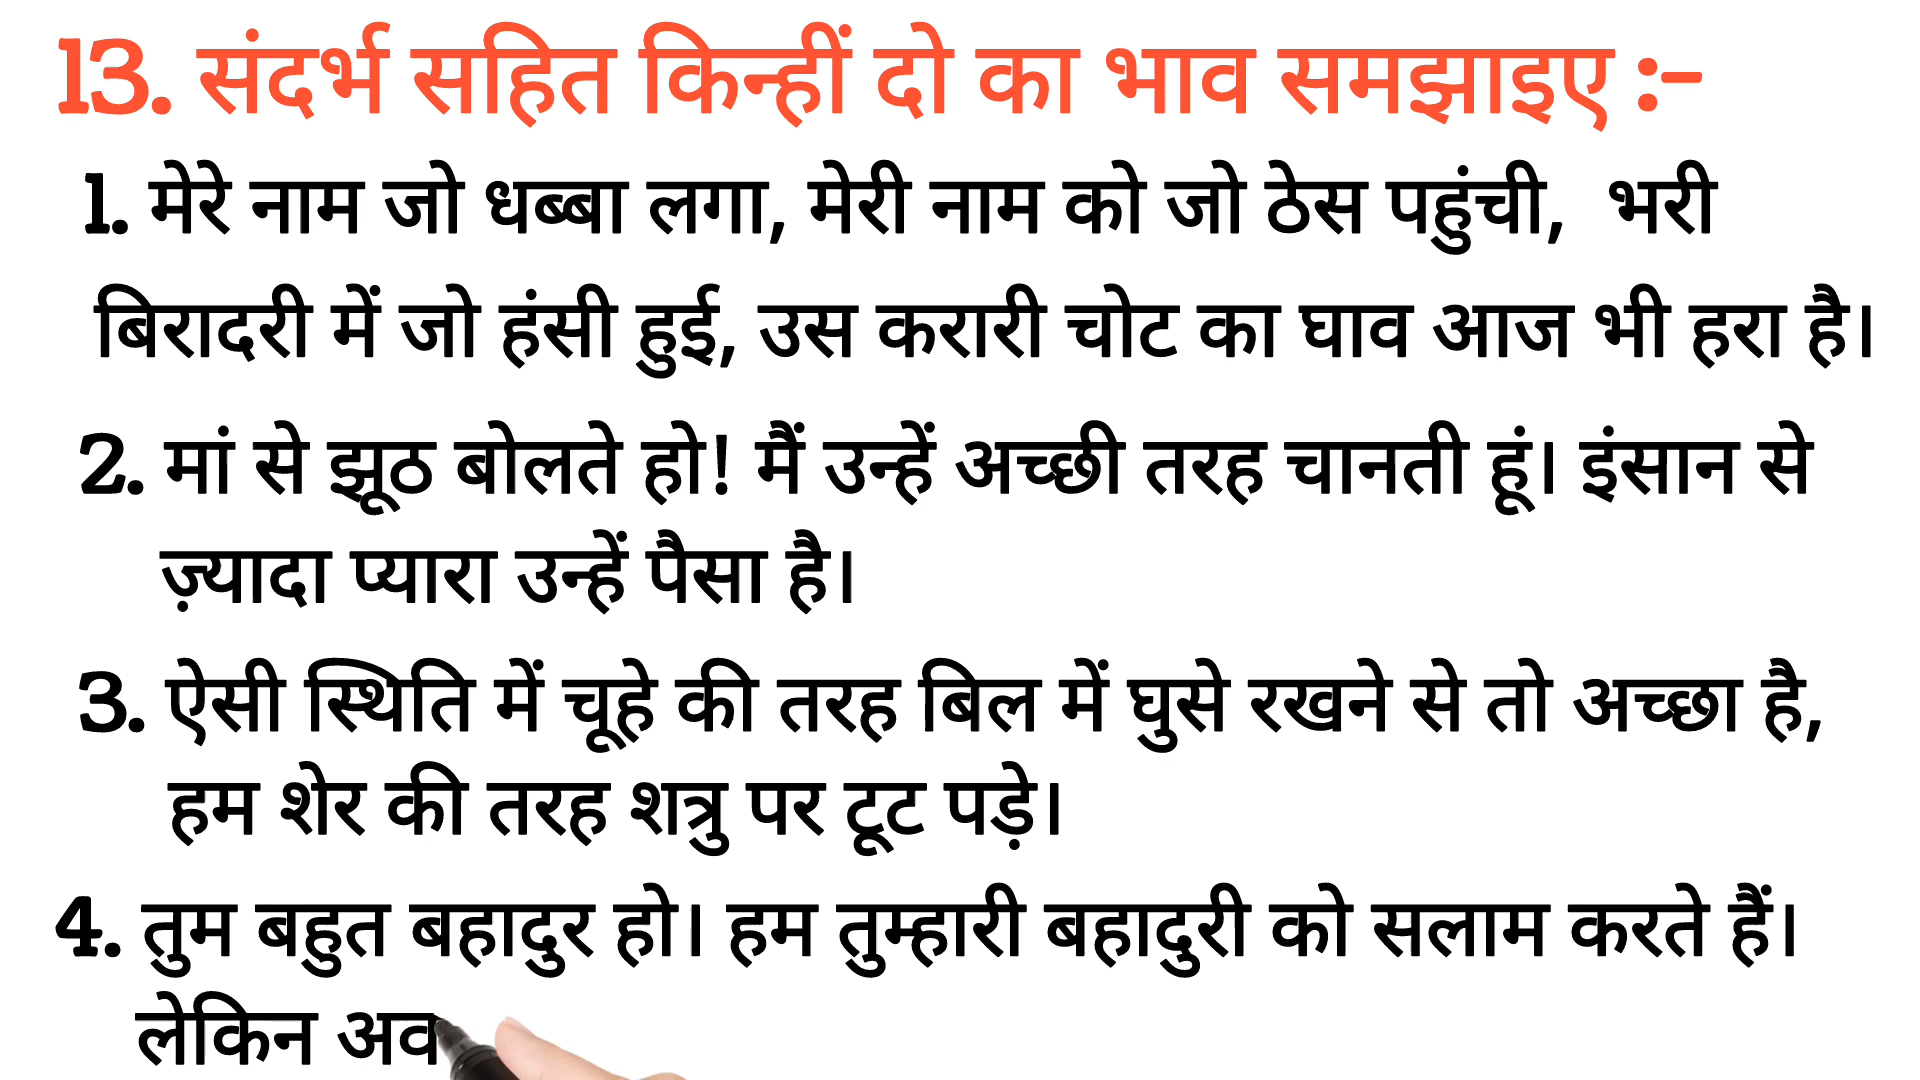 13. संदर्भ सहित किन्हीं दो का भाव समझाइए :-
1. मेरे नाम जो धब्बा लगा, मेरी नाम को जो ठेस पहुंची, भरी
बिरादरी में जो हंसी हुई, उस करारी चोट का घाव आज भी हरा है।
2. मां से झूठ बोलते हो! मैं उन्हें अच्छी तरह चानती हूं। इंसान से
ज़्यादा प्यारा उन्हें पैसा है।
3. ऐसी स्थिति में चूहे की तरह बिल में घुसे रखने से तो अच्छा है,
हम शेर की तरह शत्रु पर टूट पड़े।
4. तुम बहुत बहादुर हो। हम तुम्हारी बहादुरी को सलाम करते हैं।
लेकिन अव